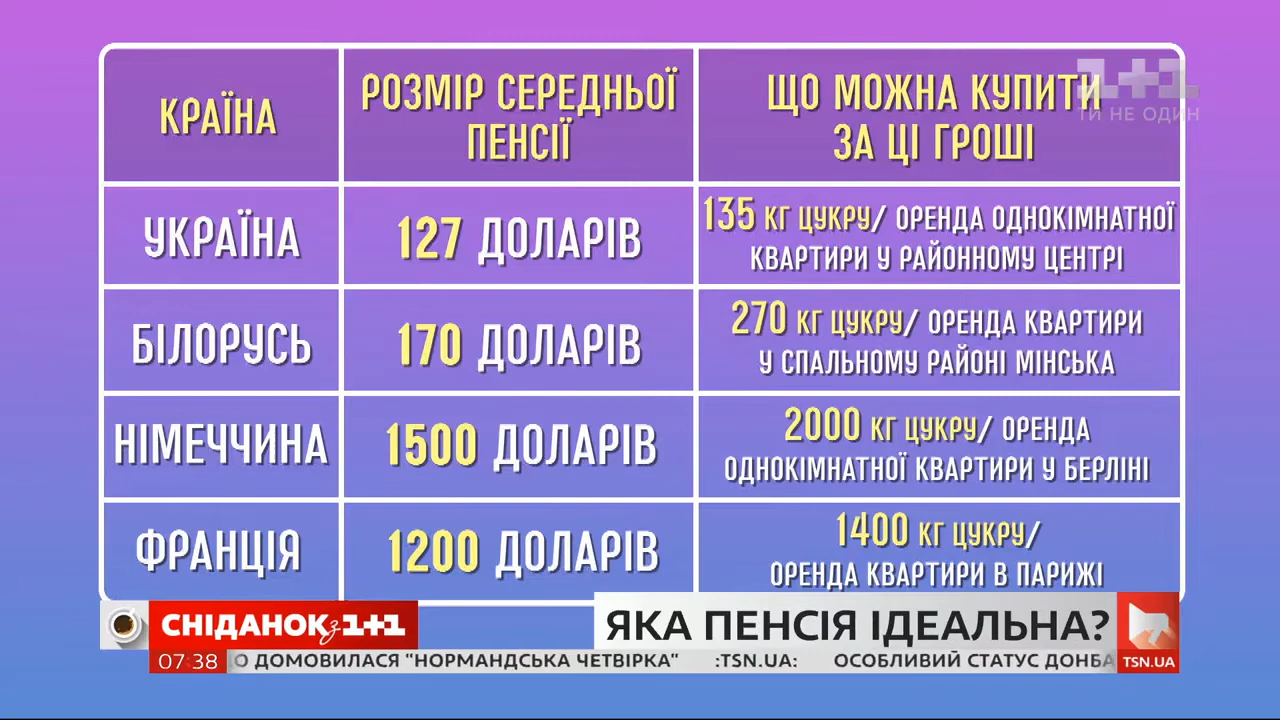 КРАЇНА
РОЗМІР СЕРЕДНЬОЇ
ПЕНСІЇ
ЩО МОЖНА КУПИТИ
ЗА ЦІ ГРОШІ
1+1
ТИ НЕ ОДИН
УКРАЇНА
127 ДОЛАРІВ
135 КГ ЦУКРУ/ ОРЕНДА ОДНОКІМНАТНОЇ
КВАРТИРИ У РАЙОННОМУ ЦЕНТРІ
БІЛОРУСЬ
170 ДОЛАРІВ
270 КГ ЦУКРУ/ ОРЕНДА КВАРТИРИ
У СПАЛЬНОМУ РАЙОНІ МІНСЬКА
НІМЕЧЧИНА
1500 ДОЛАРІВ
2000 КГ ЦУКРУ/ ОРЕНДА
ОДНОКІМНАТНОЇ КВАРТИРИ У БЕРЛІНІ
ФРАНЦІЯ
1200 ДОЛАРІВ
1400 КГ ЦУКРУ/
ОРЕНДА КВАРТИРИ В ПАРИЖІ
СНІДАНОК З 1+1
ЯКА ПЕНСІЯ ІДЕАЛЬНА?
07:38
О ДОМОВИЛАСЯ "НОРМАНДСЬКА ЧЕТВІРКА" :TSN.UA: ОСОБЛИВИЙ СТАТУС ДОНБА
TSN.UA